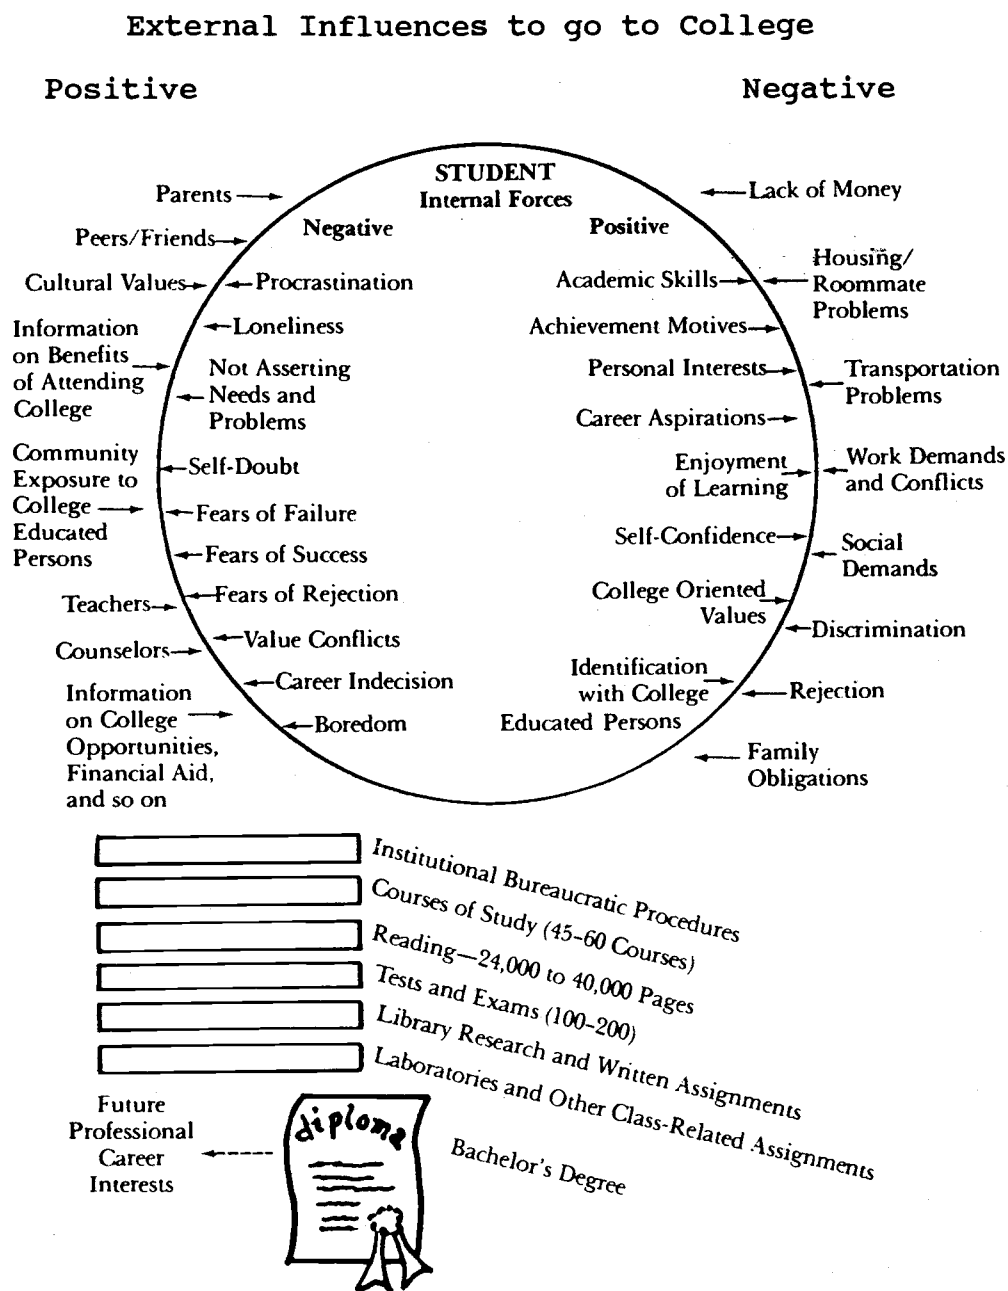 External Influences to go to College
Positive
Negative
STUDENT
Internal Forces
Negative
Positive
Parents
Peers/Friends
Cultural Values
Information
on Benefits
of Attending
College
Community
Exposure to
College
Educated
Persons
Teachers
Counselors
Information
on College
Opportunities,
Financial Aid,
and so on
Procrastination
Loneliness
Not Asserting
Needs and
Problems
Self-Doubt
Fears of Failure
Fears of Success
Fears of Rejection
Value Conflicts
Career Indecision
Boredom
Academic Skills
Achievement Motives
Personal Interests
Career Aspirations
Enjoyment
of Learning
Self-Confidence
College Oriented
Values
Identification
with College
Educated Persons
Lack of Money
Housing/
Roommate
Problems
Transportation
Problems
Work Demands
and Conflicts
Social
Demands
Discrimination
Rejection
Family
Obligations
Institutional Bureaucratic Procedures
Courses of Study (45–60 Courses)
Reading—24,000 to 40,000 Pages
Tests and Exams (100–200)
Library Research and Written Assignments
Laboratories and Other Class-Related Assignments
Future
Professional
Career
Interests
diploma
Bachelor's Degree